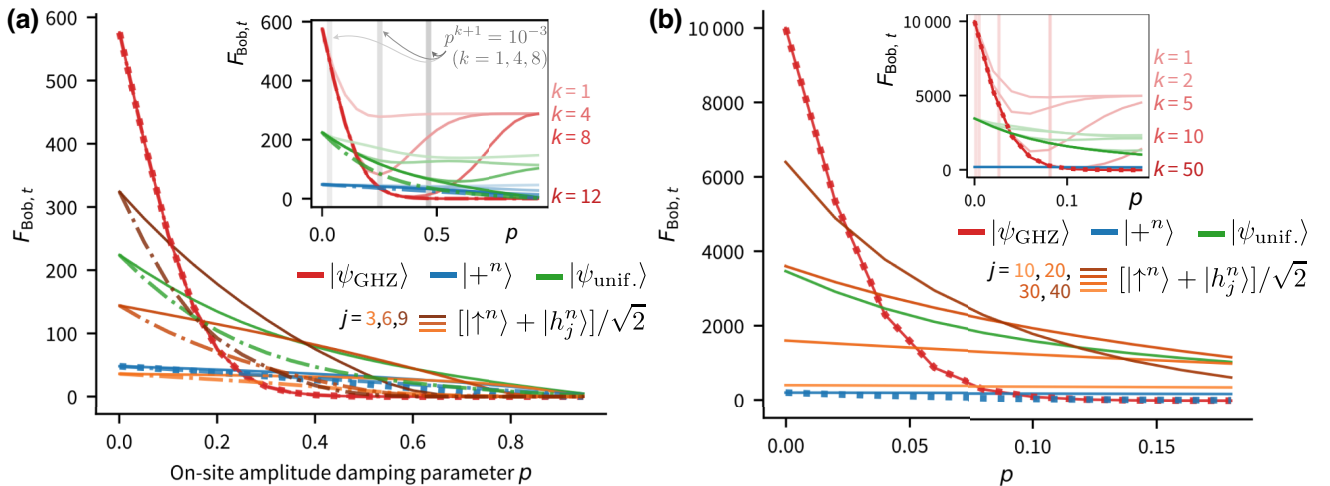 (a)
600
500
400
300
200
100
0
F_Bob, t
0.0 0.2 0.4 0.6 0.8
On-site amplitude damping parameter p
600
400
200
0
F_Bob, t
0.0 0.5 p
p^{k+1} = 10^{-3}
(k = 1, 4, 8)
k = 1
k = 4
k = 8
k = 12
|ψ_GHZ⟩ |+^n⟩ |ψ_unif.⟩
j = 3,6,9 [|↑^n⟩ + |h_j^n⟩]/√2
(b)
10 000
8000
6000
4000
2000
0
F_Bob, t
0.00 0.05 0.10 0.15
p
10 000
5000
0
F_Bob, t
0.0 0.1
p
k = 1
k = 2
k = 5
k = 10
k = 50
|ψ_GHZ⟩ |+^n⟩ |ψ_unif.⟩
j = 10, 20,
30, 40 [|↑^n⟩ + |h_j^n⟩]/√2